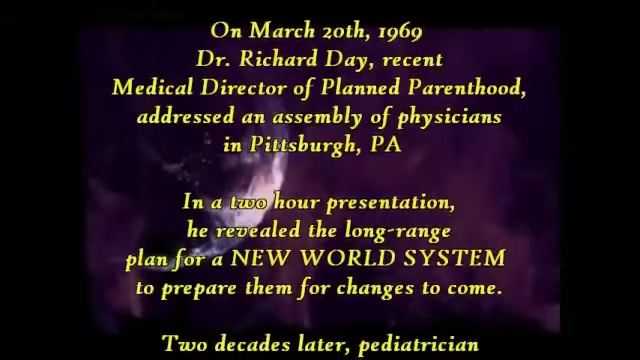 On March 20th, 1969
Dr. Richard Day, recent
Medical Director of Planned Parenthood,
addressed an assembly of physicians
in Pittsburgh, PA
In a two hour presentation,
he revealed the long-range
plan for a NEW WORLD SYSTEM
to prepare them for changes to come.
Two decades later, pediatrician